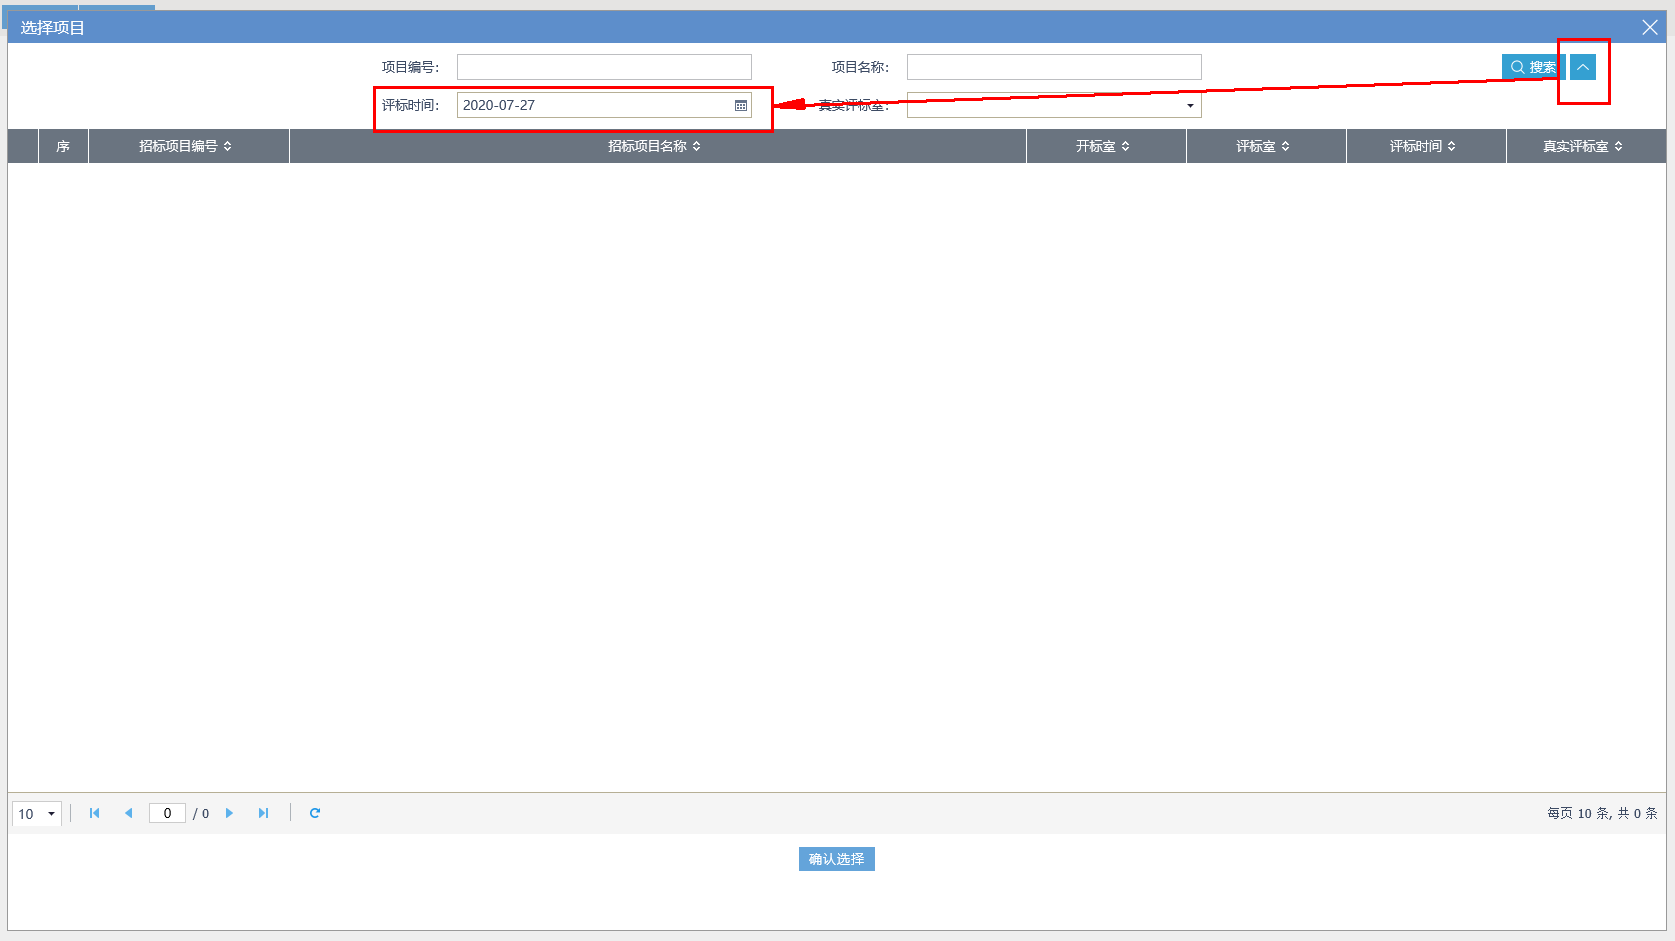 选择项目
项目编号：
项目名称：
搜索
评标时间：
2020-07-27
真实评标室：
序 招标项目编号 招标项目名称 开标室 评标室 评标时间 真实评标室
10 0 / 0 每页 10 条, 共 0 条
确认选择